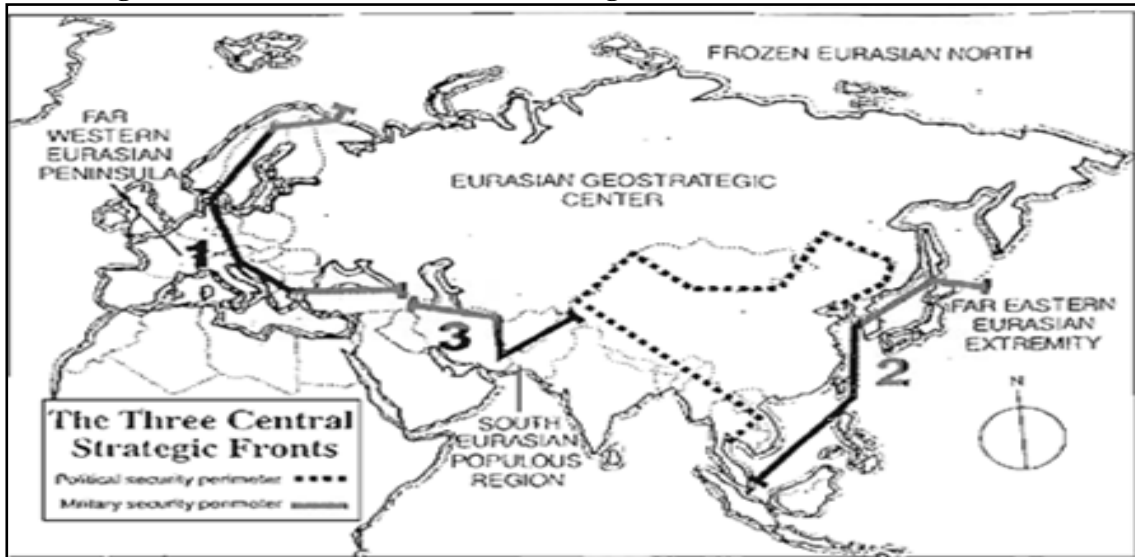 FROZEN EURASIAN NORTH
FAR
WESTERN
EURASIAN
PENINSULA
EURASIAN GEOSTRATEGIC
CENTER
1
3
2
FAR EASTERN
EURASIAN
EXTREMITY
N
SOUTH
EURASIAN
POPULOUS
REGION
The Three Central
Strategic Fronts
Political security perimeter
Military security perimeter